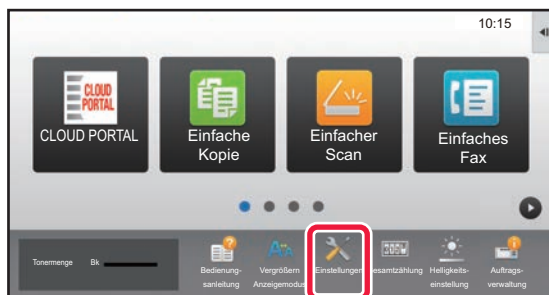 10:15
CLOUD
PORTAL
CLOUD PORTAL
Einfache
Kopie
Einfacher
Scan
Einfaches
Fax
Tonermenge Bk
Bedienung-
sanleitung
Vergrößern
Anzeigemodus
Einstellungen
esamtzählung
Helligkeits-
einstellung
Auftrags-
verwaltung